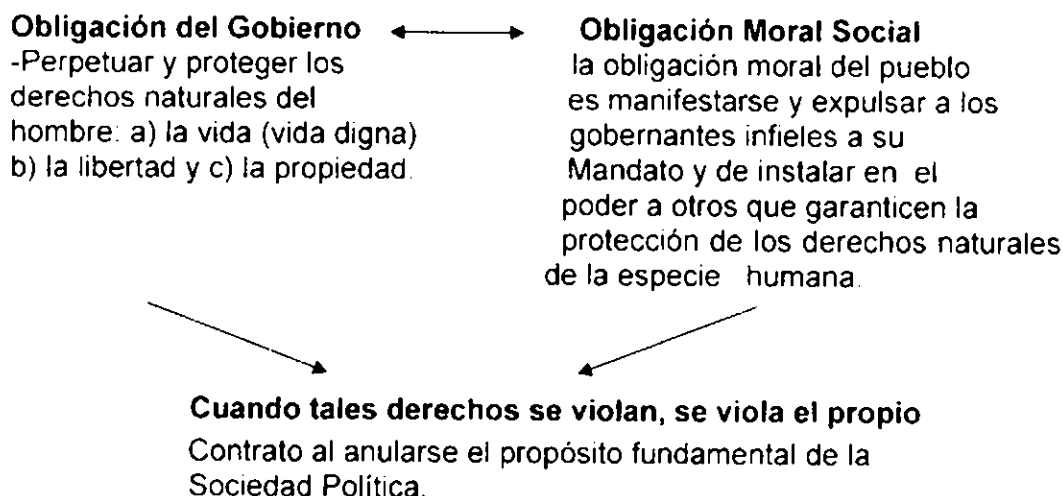 Obligación del Gobierno
-Perpetuar y proteger los
derechos naturales del
hombre: a) la vida (vida digna)
b) la libertad y c) la propiedad.
Obligación Moral Social
la obligación moral del pueblo
es manifestarse y expulsar a los
gobernantes infieles a su
Mandato y de instalar en el
poder a otros que garanticen la
protección de los derechos naturales
de la especie humana.
Cuando tales derechos se violan, se viola el propio
Contrato al anularse el propósito fundamental de la
Sociedad Política.